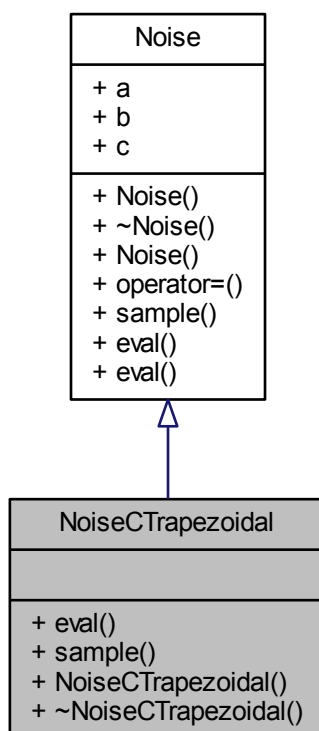 Noise
+ a
+ b
+ c
+ Noise()
+ ~Noise()
+ Noise()
+ operator=()
+ sample()
+ eval()
+ eval()
NoiseCTrapezoidal
+ eval()
+ sample()
+ NoiseCTrapezoidal()
+ ~NoiseCTrapezoidal()